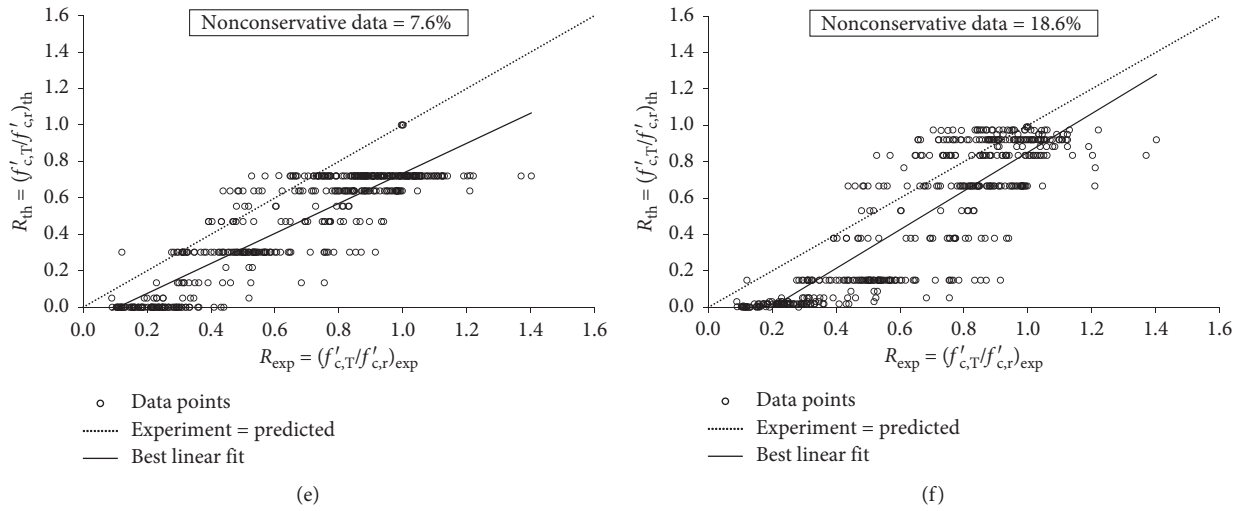 Nonconservative data = 7.6%
1.6
1.4
1.2
1.0
0.8
0.6
0.4
0.2
0.0
R_th = (f′_c,T/f′_c,r)_th
0.0 0.2 0.4 0.6 0.8 1.0 1.2 1.4 1.6
R_exp = (f′_c,T/f′_c,r)_exp
Data points
Experiment = predicted
Best linear fit
(e)
Nonconservative data = 18.6%
1.6
1.4
1.2
1.0
0.8
0.6
0.4
0.2
0.0
R_th = (f′_c,T/f′_c,r)_th
0.0 0.2 0.4 0.6 0.8 1.0 1.2 1.4 1.6
R_exp = (f′_c,T/f′_c,r)_exp
Data points
Experiment = predicted
Best linear fit
(f)